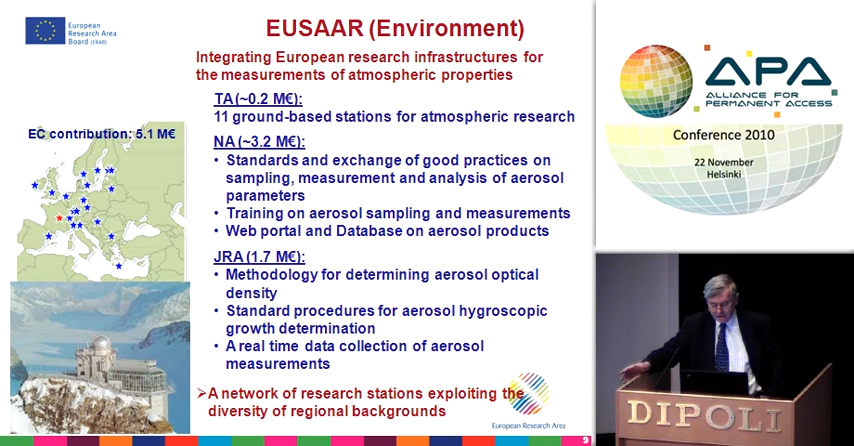 European
Research Area
Board (ERAB)
EUSAAR (Environment)
Integrating European research infrastructures for
the measurements of atmospheric properties
TA (~0.2 M€):
11 ground-based stations for atmospheric research
EC contribution: 5.1 M€
NA (~3.2 M€):
• Standards and exchange of good practices on
sampling, measurement and analysis of aerosol
parameters
• Training on aerosol sampling and measurements
• Web portal and Database on aerosol products
JRA (1.7 M€):
• Methodology for determining aerosol optical
density
• Standard procedures for aerosol hygroscopic
growth determination
• A real time data collection of aerosol
measurements
➢A network of research stations exploiting the
diversity of regional backgrounds
European Research Area
9
APA
ALLIANCE FOR
PERMANENT ACCESS
Conference 2010
22 November
Helsinki
DIPOLI